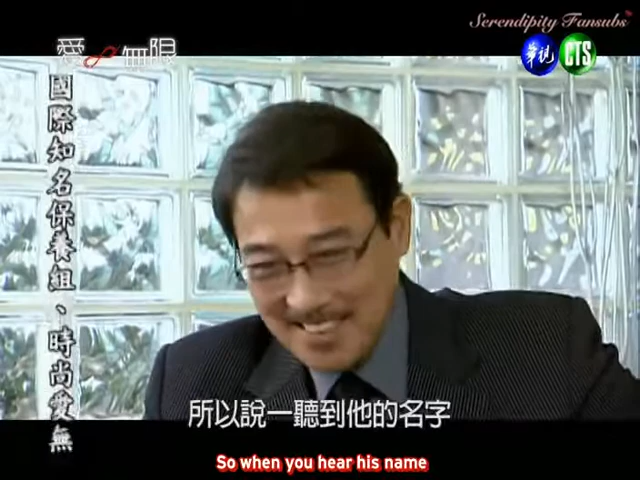 Serendipity Fansubs
愛∞無限
華視 CTS
國際知名保養組、時尚愛無
所以說一聽到他的名字
So when you hear his name